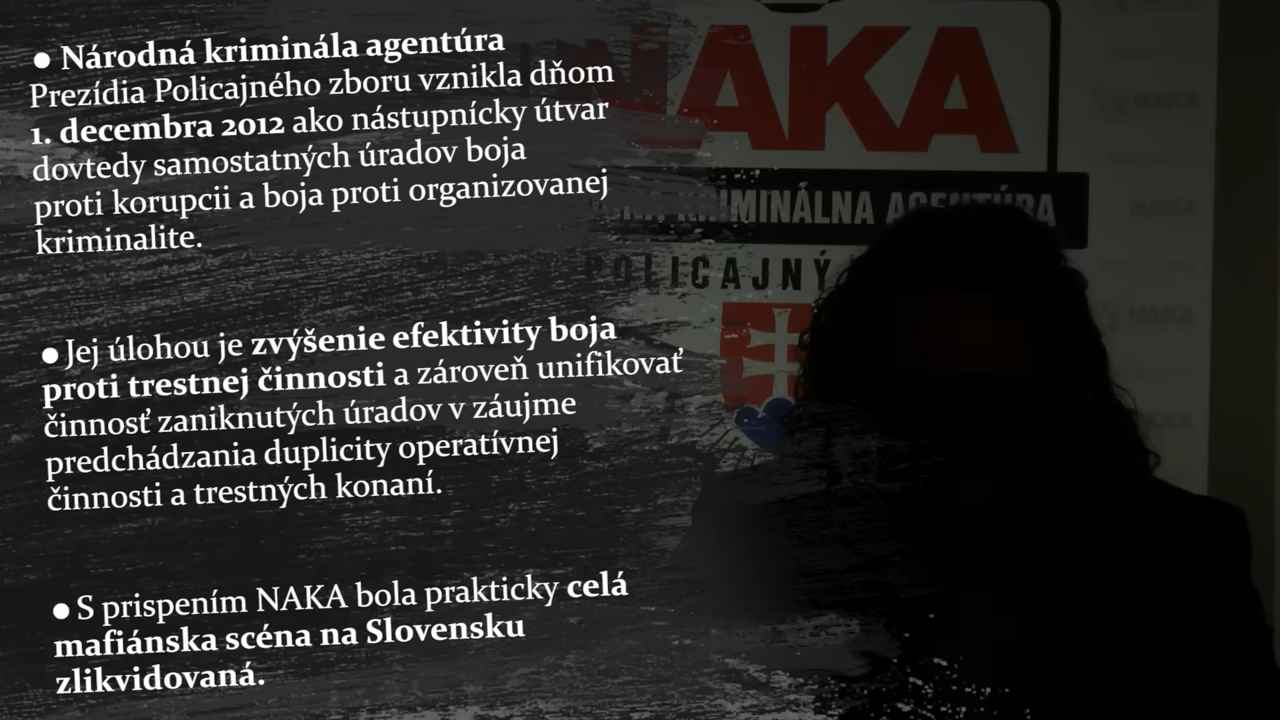 ● Národná kriminála agentúra
Prezídia Policajného zboru vznikla dňom
1. decembra 2012 ako nástupnícky útvar
dovtedy samostatných úradov boja
proti korupcii a boja proti organizovanej
kriminalite.
● Jej úlohou je zvýšenie efektivity boja
proti trestnej činnosti a zároveň unifikovať
činnosť zaniknutých úradov v záujme
predchádzania duplicity operatívnej
činnosti a trestných konaní.
● S prispením NAKA bola prakticky celá
mafiánska scéna na Slovensku
zlikvidovaná.
NAKA
KRIMINÁLNA AGENTÚRA
POLICAJNÝ
NAKA
NAKA
NAKA